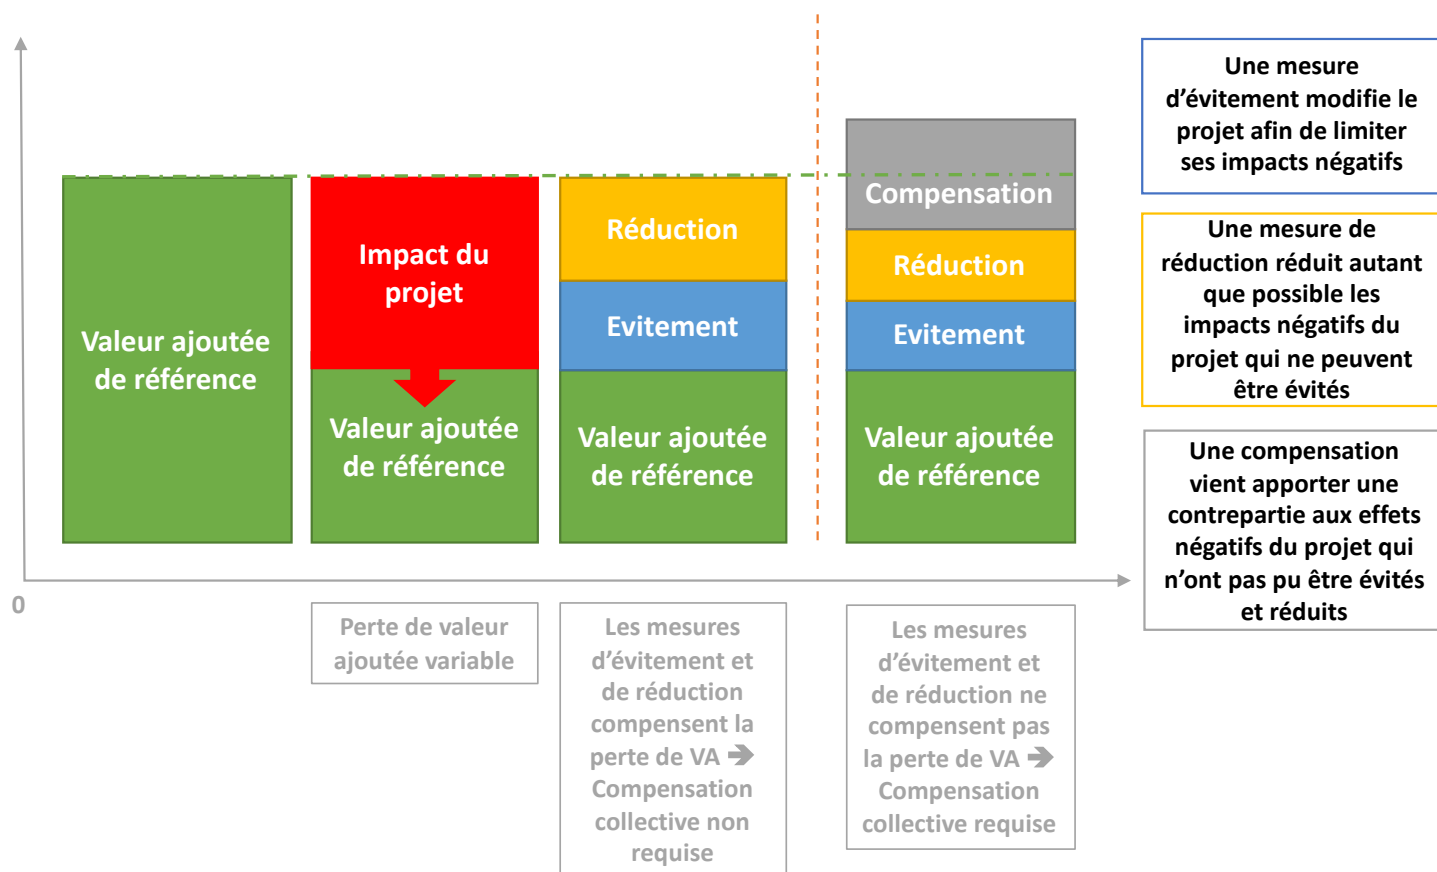 Valeur ajoutée
de référence
Impact du
projet
Valeur ajoutée
de référence
Réduction
Evitement
Valeur ajoutée
de référence
Compensation
Réduction
Evitement
Valeur ajoutée
de référence
Une mesure
d’évitement modifie le
projet afin de limiter
ses impacts négatifs
Une mesure de
réduction réduit autant
que possible les
impacts négatifs du
projet qui ne peuvent
être évités
Une compensation
vient apporter une
contrepartie aux effets
négatifs du projet qui
n’ont pas pu être évités
et réduits
0
Perte de valeur
ajoutée variable
Les mesures
d’évitement et
de réduction
compensent la
perte de VA ➔
Compensation
collective non
requise
Les mesures
d’évitement et
de réduction ne
compensent pas
la perte de VA ➔
Compensation
collective requise